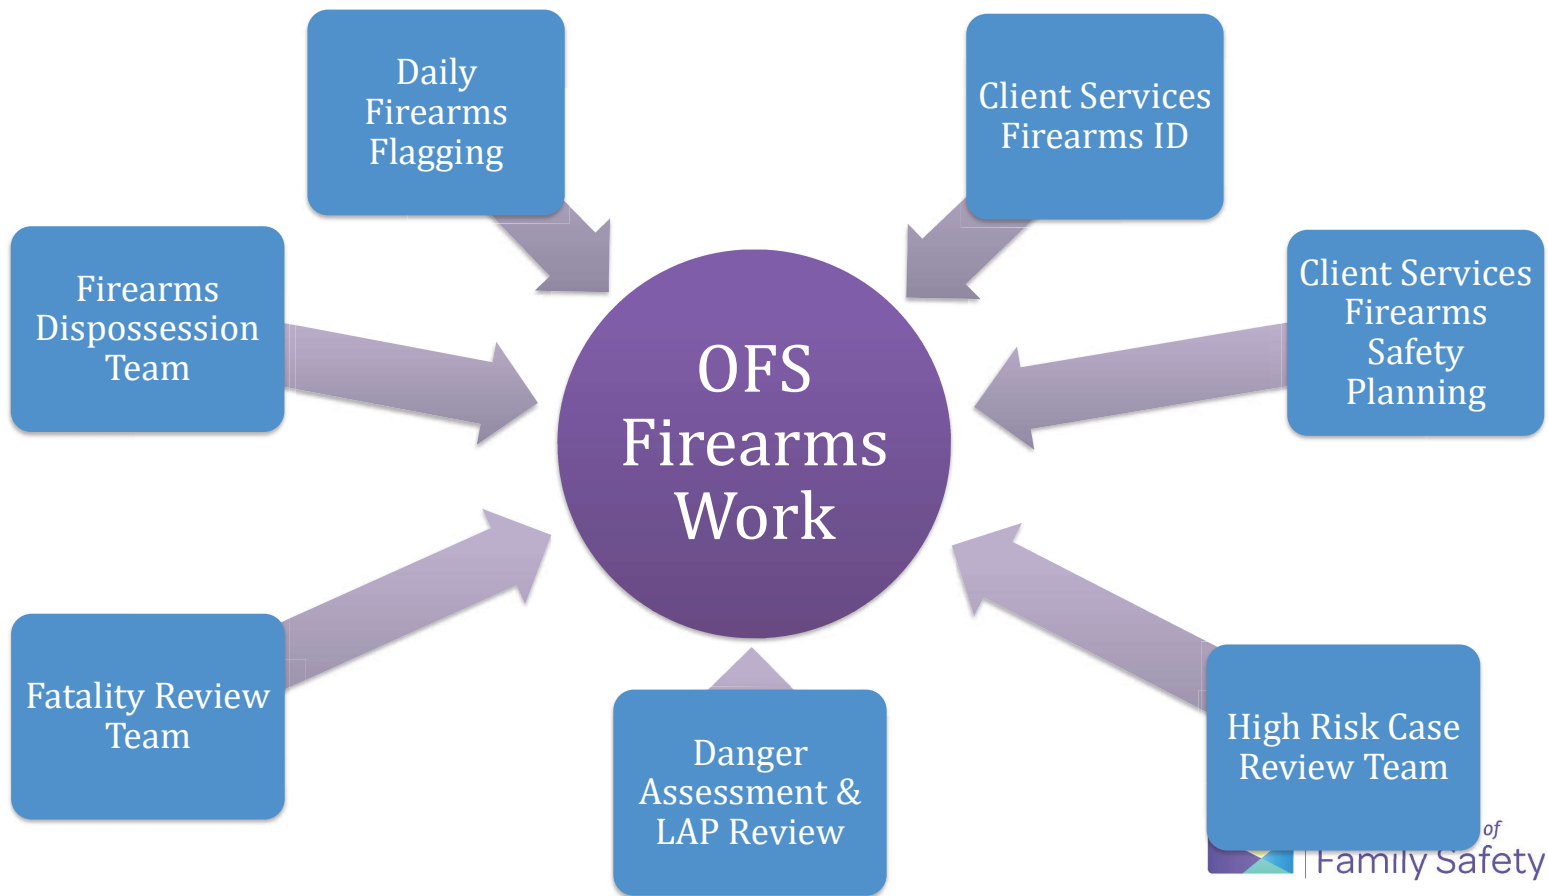 Daily
Firearms
Flagging
Client Services
Firearms ID
Firearms
Dispossession
Team
Client Services
Firearms
Safety
Planning
OFS
Firearms
Work
Fatality Review
Team
Danger
Assessment &
LAP Review
High Risk Case
Review Team
of
Family Safety